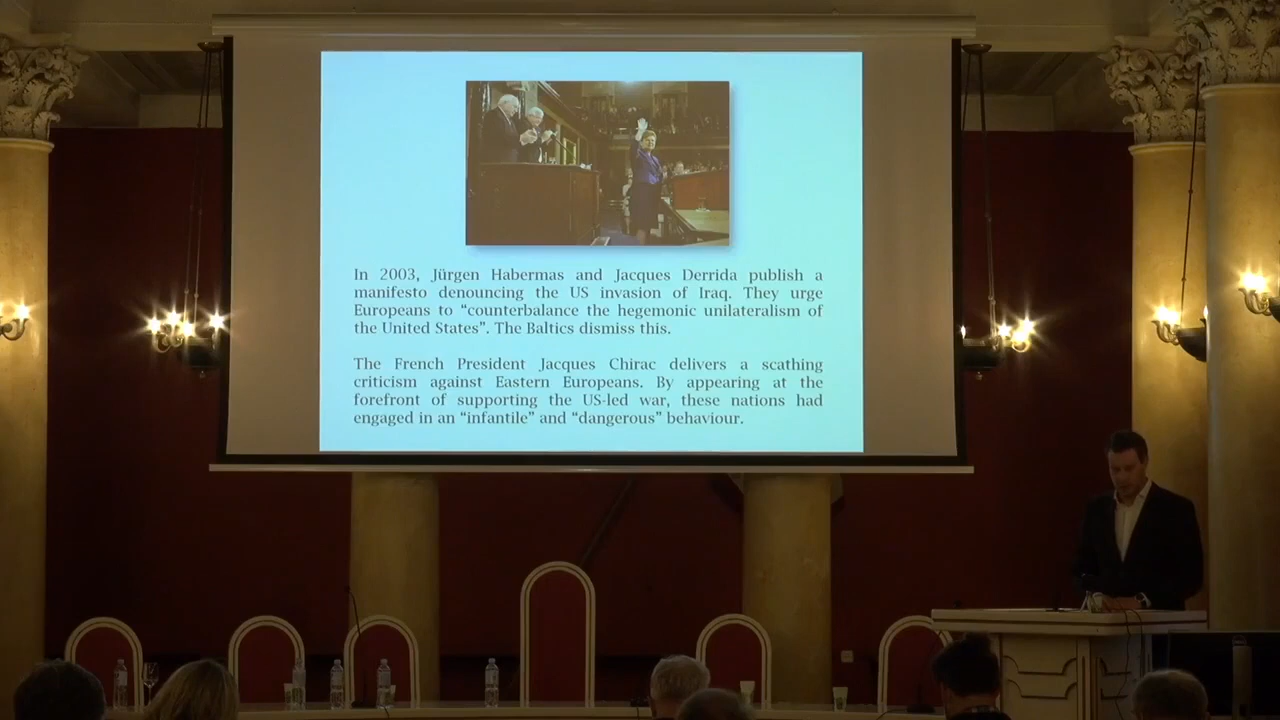 In 2003, Jürgen Habermas and Jacques Derrida publish a
manifesto denouncing the US invasion of Iraq. They urge
Europeans to “counterbalance the hegemonic unilateralism of
the United States”. The Baltics dismiss this.
The French President Jacques Chirac delivers a scathing
criticism against Eastern Europeans. By appearing at the
forefront of supporting the US-led war, these nations had
engaged in an “infantile” and “dangerous” behaviour.